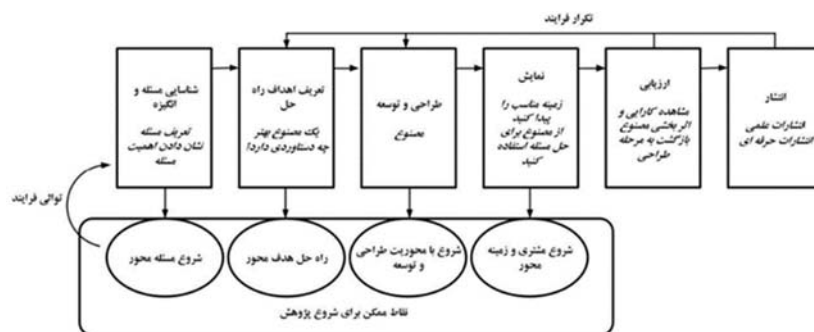 تکرار فرایند
شناسایی مسئله و
انگیزه
تعریف مسئله
نشان دادن اهمیت
مسئله
تعریف اهداف راه
حل
یک مصنوع بهتر
چه دستاوردی دارد!
طراحی و توسعه
مصنوع
نمایش
زمینه مناسب را
پیدا کنید
از مصنوع برای
حل مسئله استفاده
کنید
ارزیابی
مشاهده کارایی و
اثر بخشی مصنوع
بازگشت به مرحله
طراحی
انتشار
انتشارات علمی
انتشارات حرفه ای
توالی فرایند
شروع مسئله محور
راه حل هدف محور
شروع با محوریت طراحی
و توسعه
شروع مشتری و زمینه
محور
نقاط ممکن برای شروع پژوهش